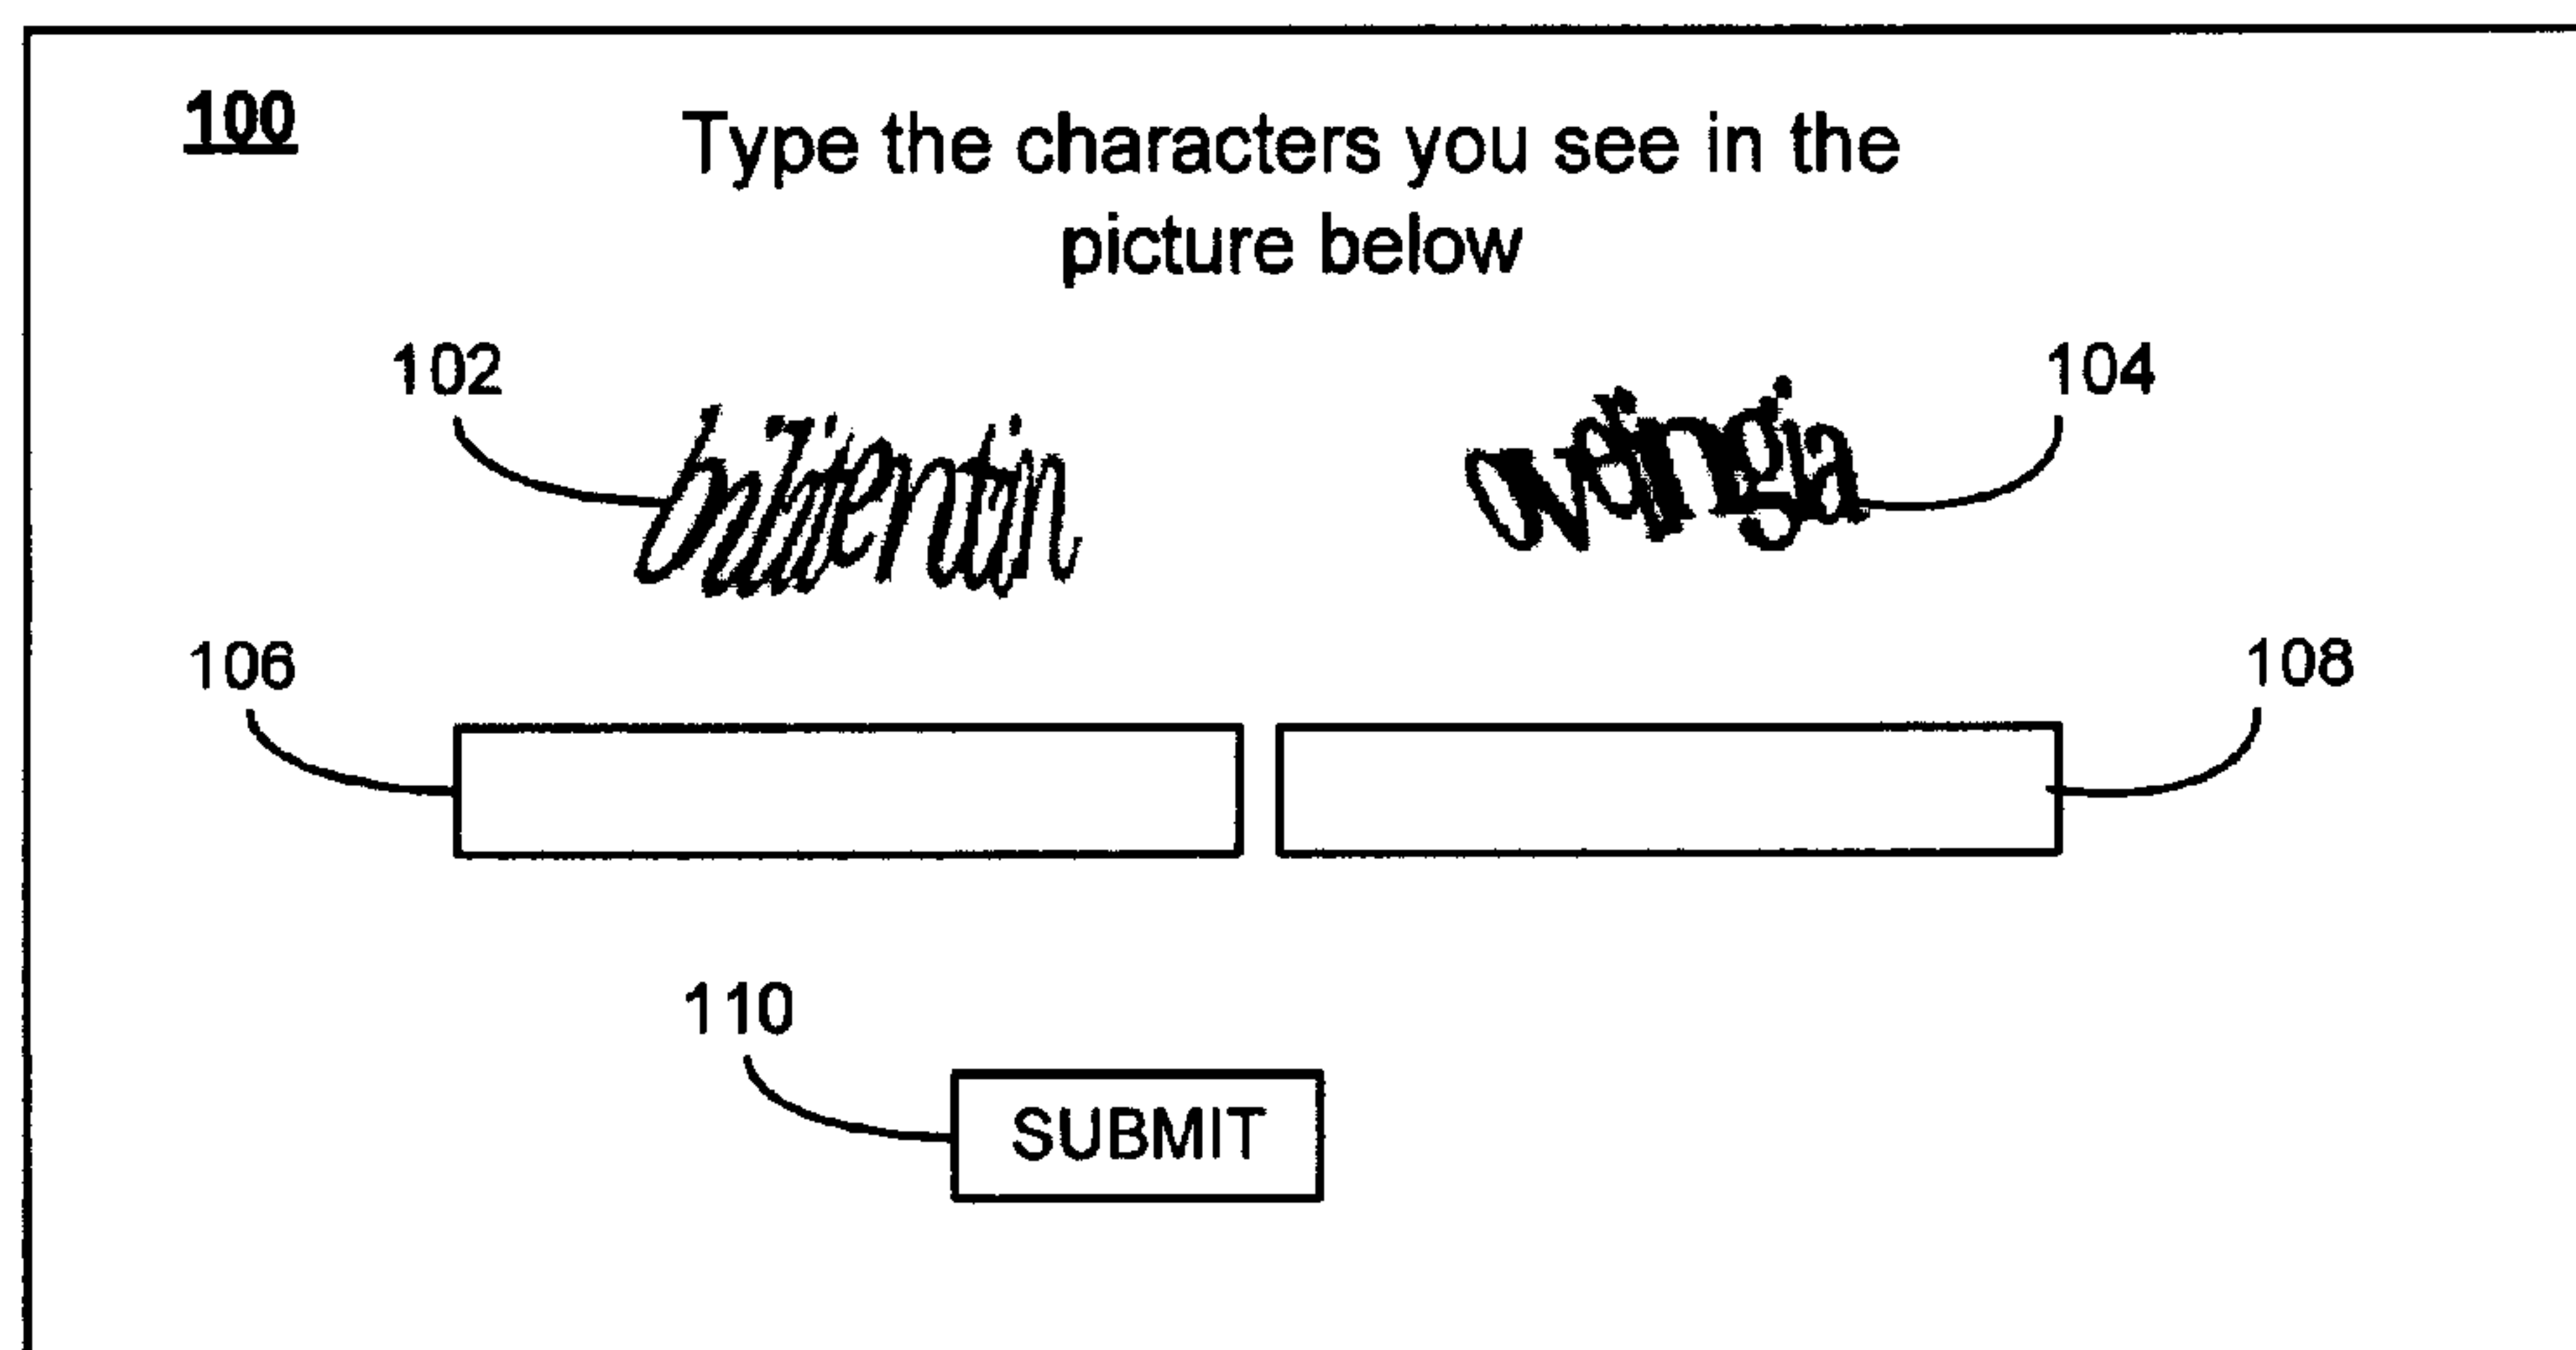 100
Type the characters you see in the
picture below
102
104
106
108
110
SUBMIT